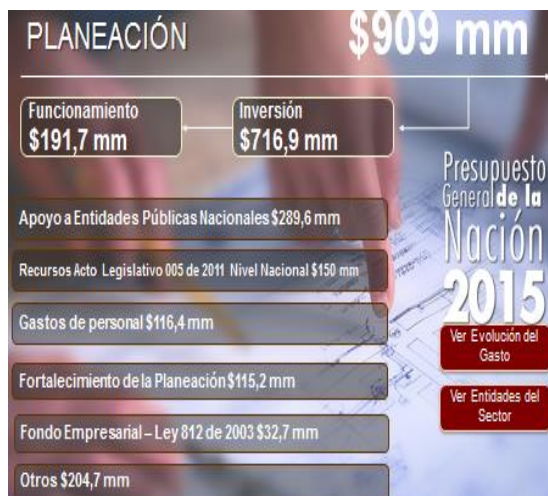 PLANEACIÓN
$909 mm
Funcionamiento
$191,7 mm
Inversión
$716,9 mm
Presupuesto
General de la
Nación
2015
Apoyo a Entidades Públicas Nacionales $289,6 mm
Recursos Acto Legislativo 005 de 2011 Nivel Nacional $150 mm
Gastos de personal $116,4 mm
Fortalecimiento de la Planeación $115,2 mm
Fondo Empresarial – Ley 812 de 2003 $32,7 mm
Otros $204,7 mm
Ver Evolución del
Gasto
Ver Entidades del
Sector